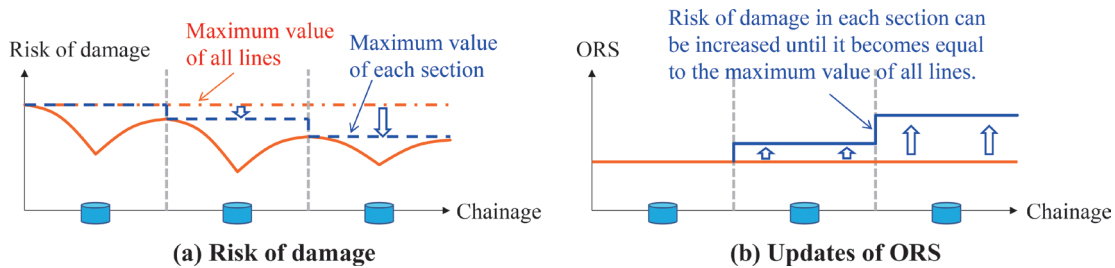 Risk of damage
Maximum value
of all lines
Maximum value
of each section
Chainage
(a) Risk of damage
ORS
Risk of damage in each section can
be increased until it becomes equal
to the maximum value of all lines.
Chainage
(b) Updates of ORS